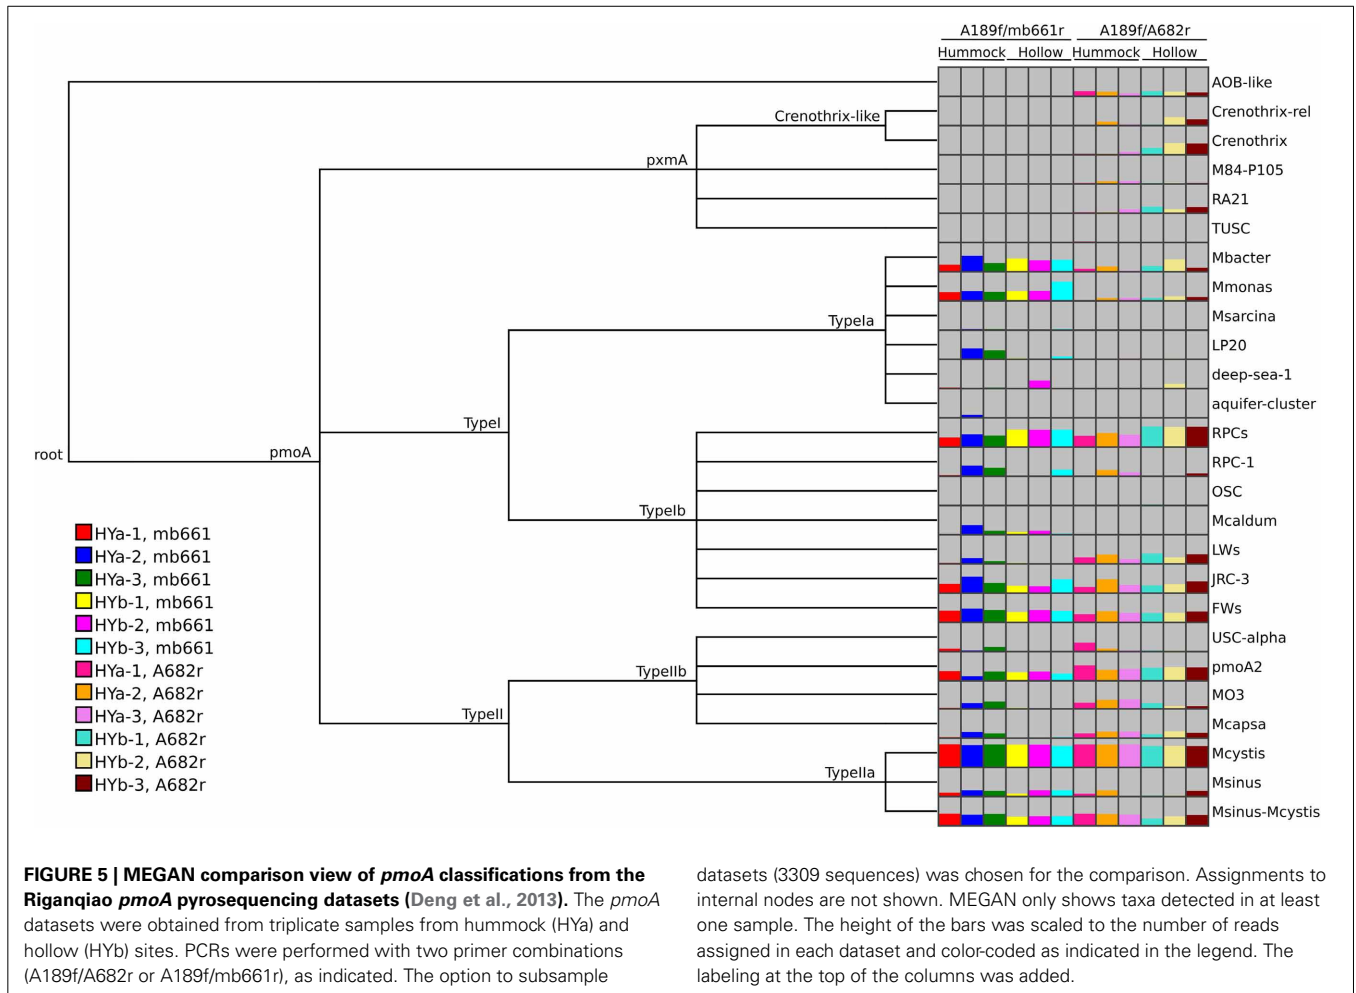 A189f/mb661r A189f/A682r
Hummock Hollow Hummock Hollow
AOB-like
Crenothrix-rel
Crenothrix-like
Crenothrix
pxmA
M84-P105
RA21
TUSC
Mbacter
Mmonas
TypeIa
Msarcina
LP20
deep-sea-1
aquifer-cluster
TypeI
RPCs
root
pmoA
RPC-1
OSC
TypeIb
Mcaldum
LWs
JRC-3
FWs
USC-alpha
TypeIIb
pmoA2
MO3
TypeII
Mcapsa
Mcystis
TypeIIa
Msinus
Msinus-Mcystis
HYa-1, mb661
HYa-2, mb661
HYa-3, mb661
HYb-1, mb661
HYb-2, mb661
HYb-3, mb661
HYa-1, A682r
HYa-2, A682r
HYa-3, A682r
HYb-1, A682r
HYb-2, A682r
HYb-3, A682r
FIGURE 5 | MEGAN comparison view of pmoA classifications from the
Riganqiao pmoA pyrosequencing datasets (Deng et al., 2013). The pmoA
datasets were obtained from triplicate samples from hummock (HYa) and
hollow (HYb) sites. PCRs were performed with two primer combinations
(A189f/A682r or A189f/mb661r), as indicated. The option to subsample
datasets (3309 sequences) was chosen for the comparison. Assignments to
internal nodes are not shown. MEGAN only shows taxa detected in at least
one sample. The height of the bars was scaled to the number of reads
assigned in each dataset and color-coded as indicated in the legend. The
labeling at the top of the columns was added.